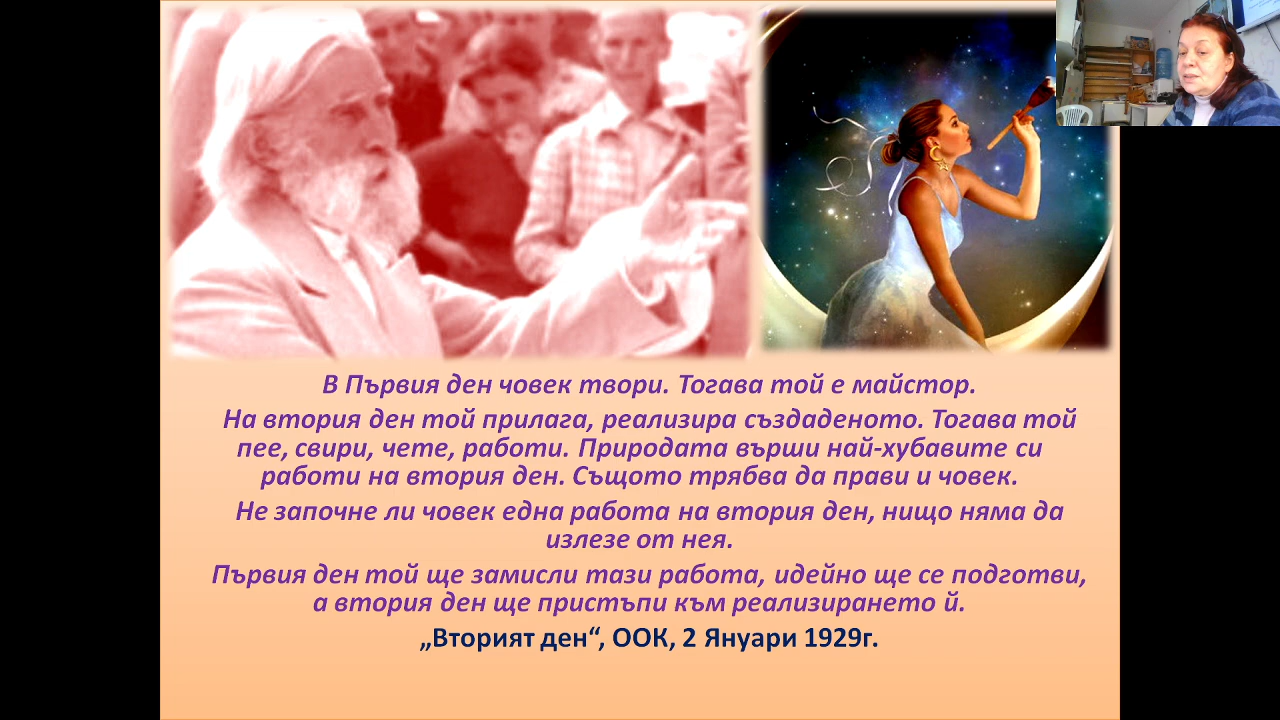 В Първия ден човек твори. Тогава той е майстор.
На втория ден той прилага, реализира създаденото. Тогава той
пее, свири, чете, работи. Природата върши най-хубавите си
работи на втория ден. Същото трябва да прави и човек.
Не започне ли човек една работа на втория ден, нищо няма да
излезе от нея.
Първия ден той ще замисли тази работа, идейно ще се подготви,
а втория ден ще пристъпи към реализирането й.
„Вторият ден“, ООК, 2 Януари 1929г.